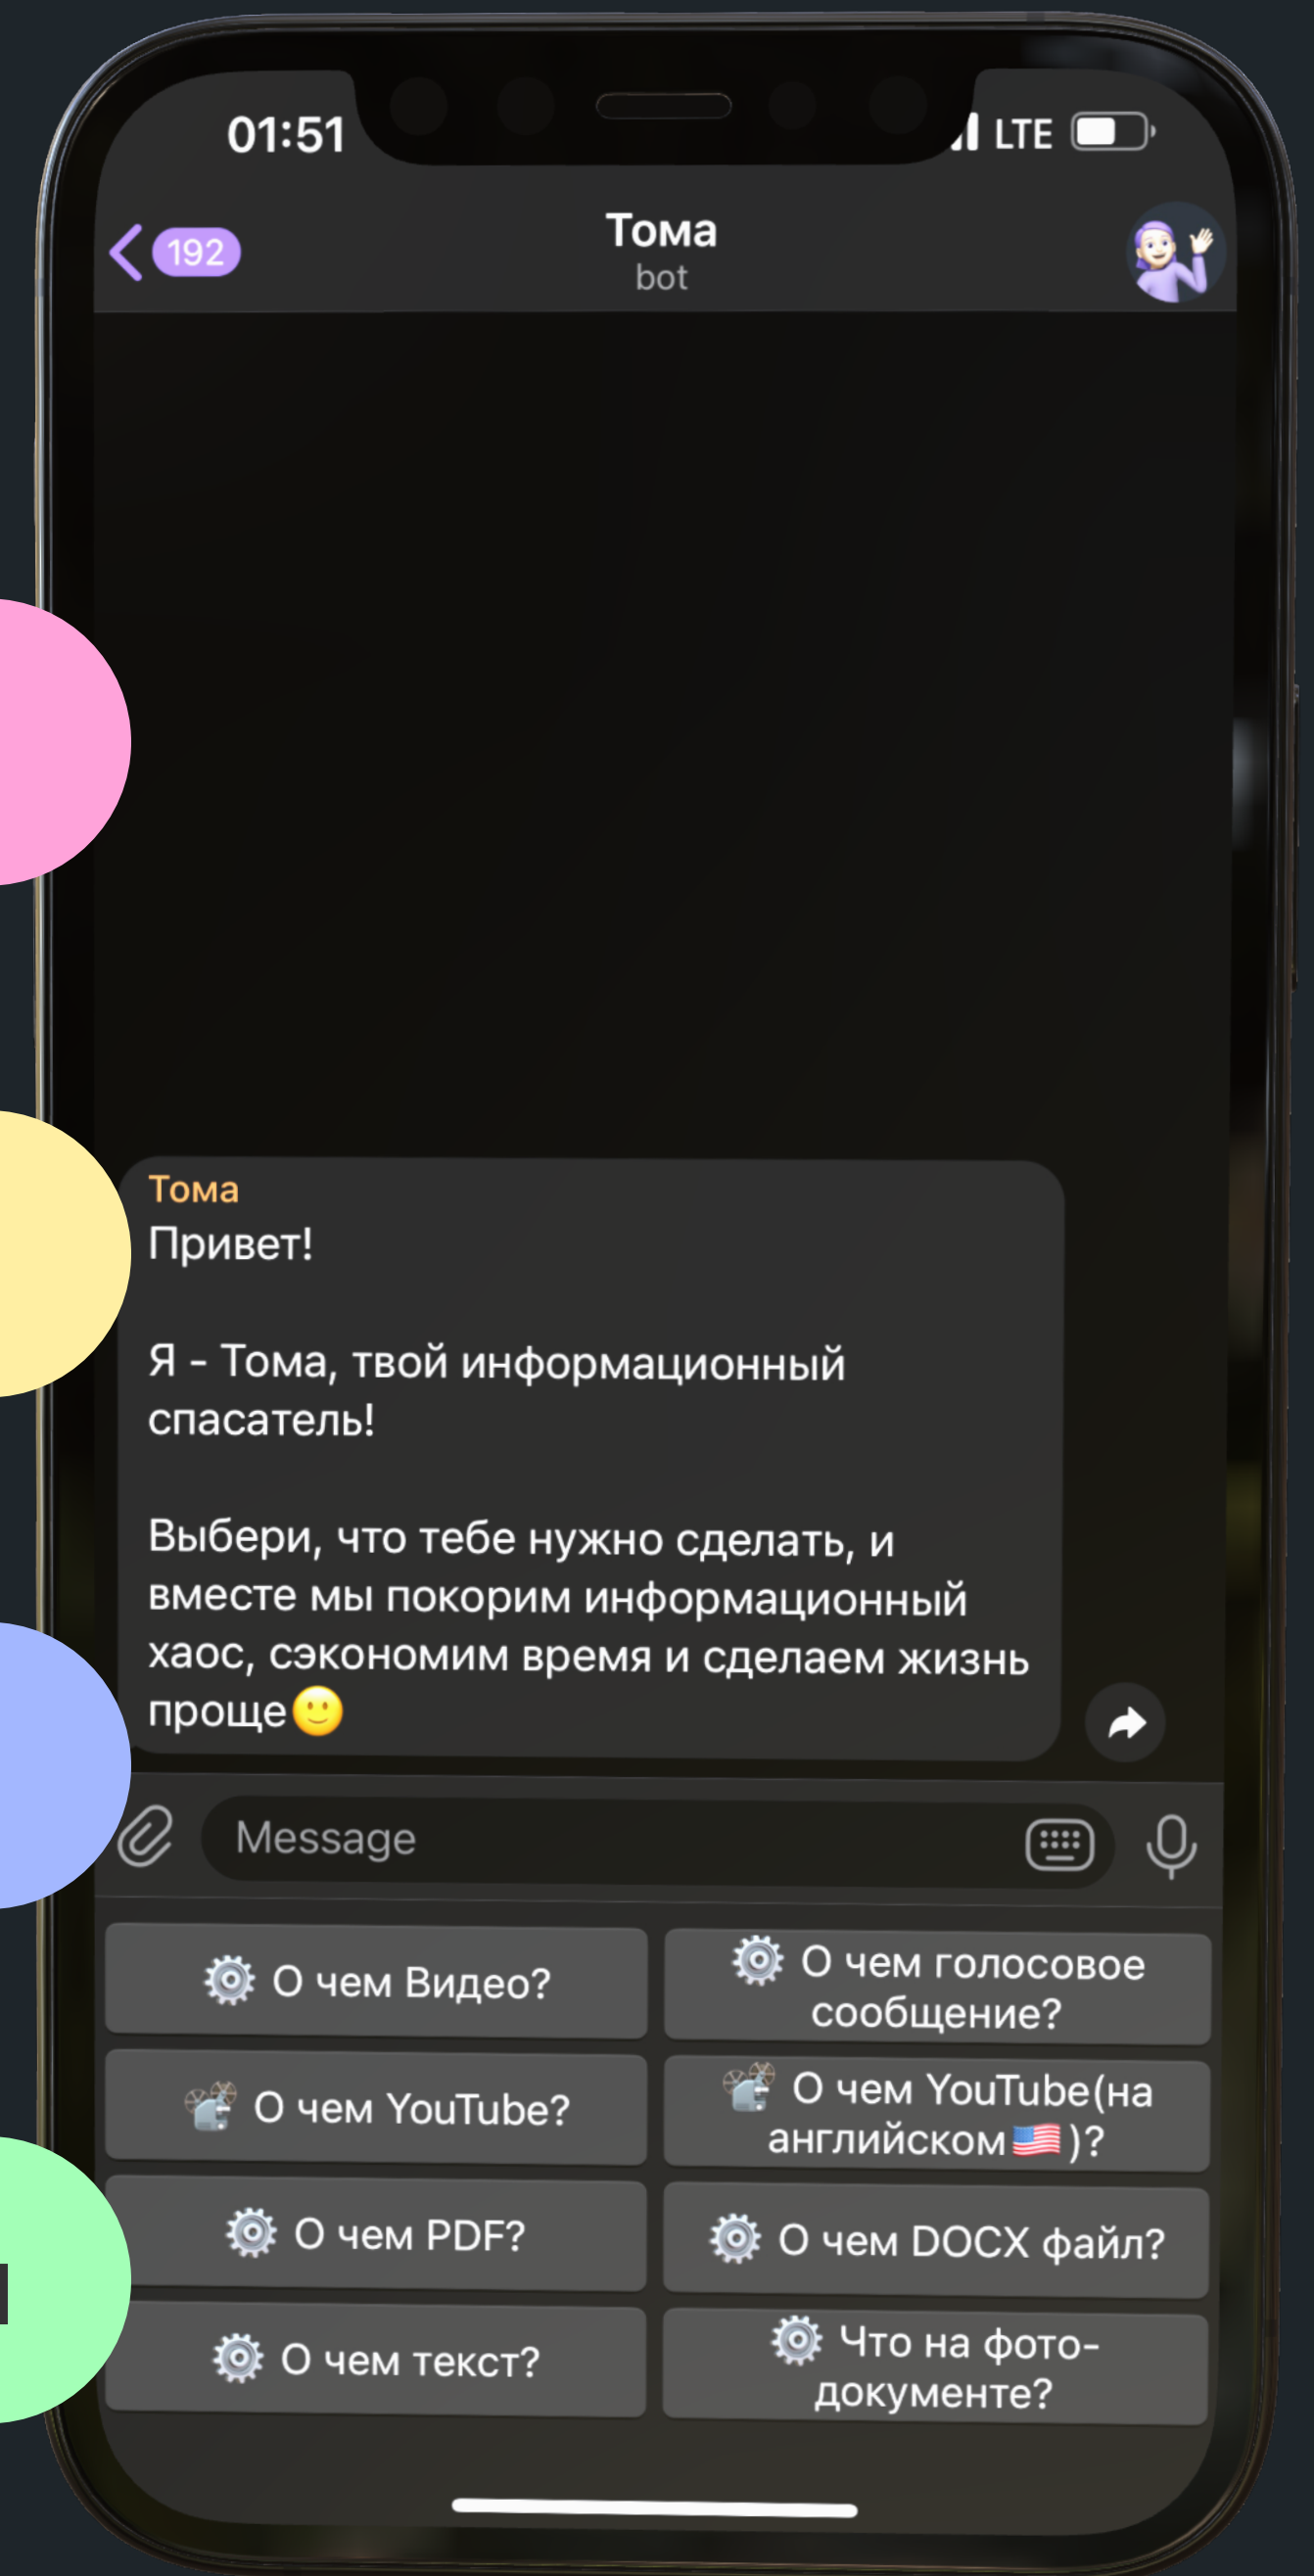 01:51
LTE
192
Тома
bot
Тома
Привет!
Я - Тома, твой информационный
спасатель!
Выбери, что тебе нужно сделать, и
вместе мы покорим информационный
хаос, сэкономим время и сделаем жизнь
проще🙂
Message
⚙️ О чем Видео?
⚙️ О чем голосовое
сообщение?
📽️ О чем YouTube?
📽️ О чем YouTube(на
английском🇺🇸)?
⚙️ О чем PDF?
⚙️ О чем DOCX файл?
⚙️ О чем текст?
⚙️ Что на фото-
документе?